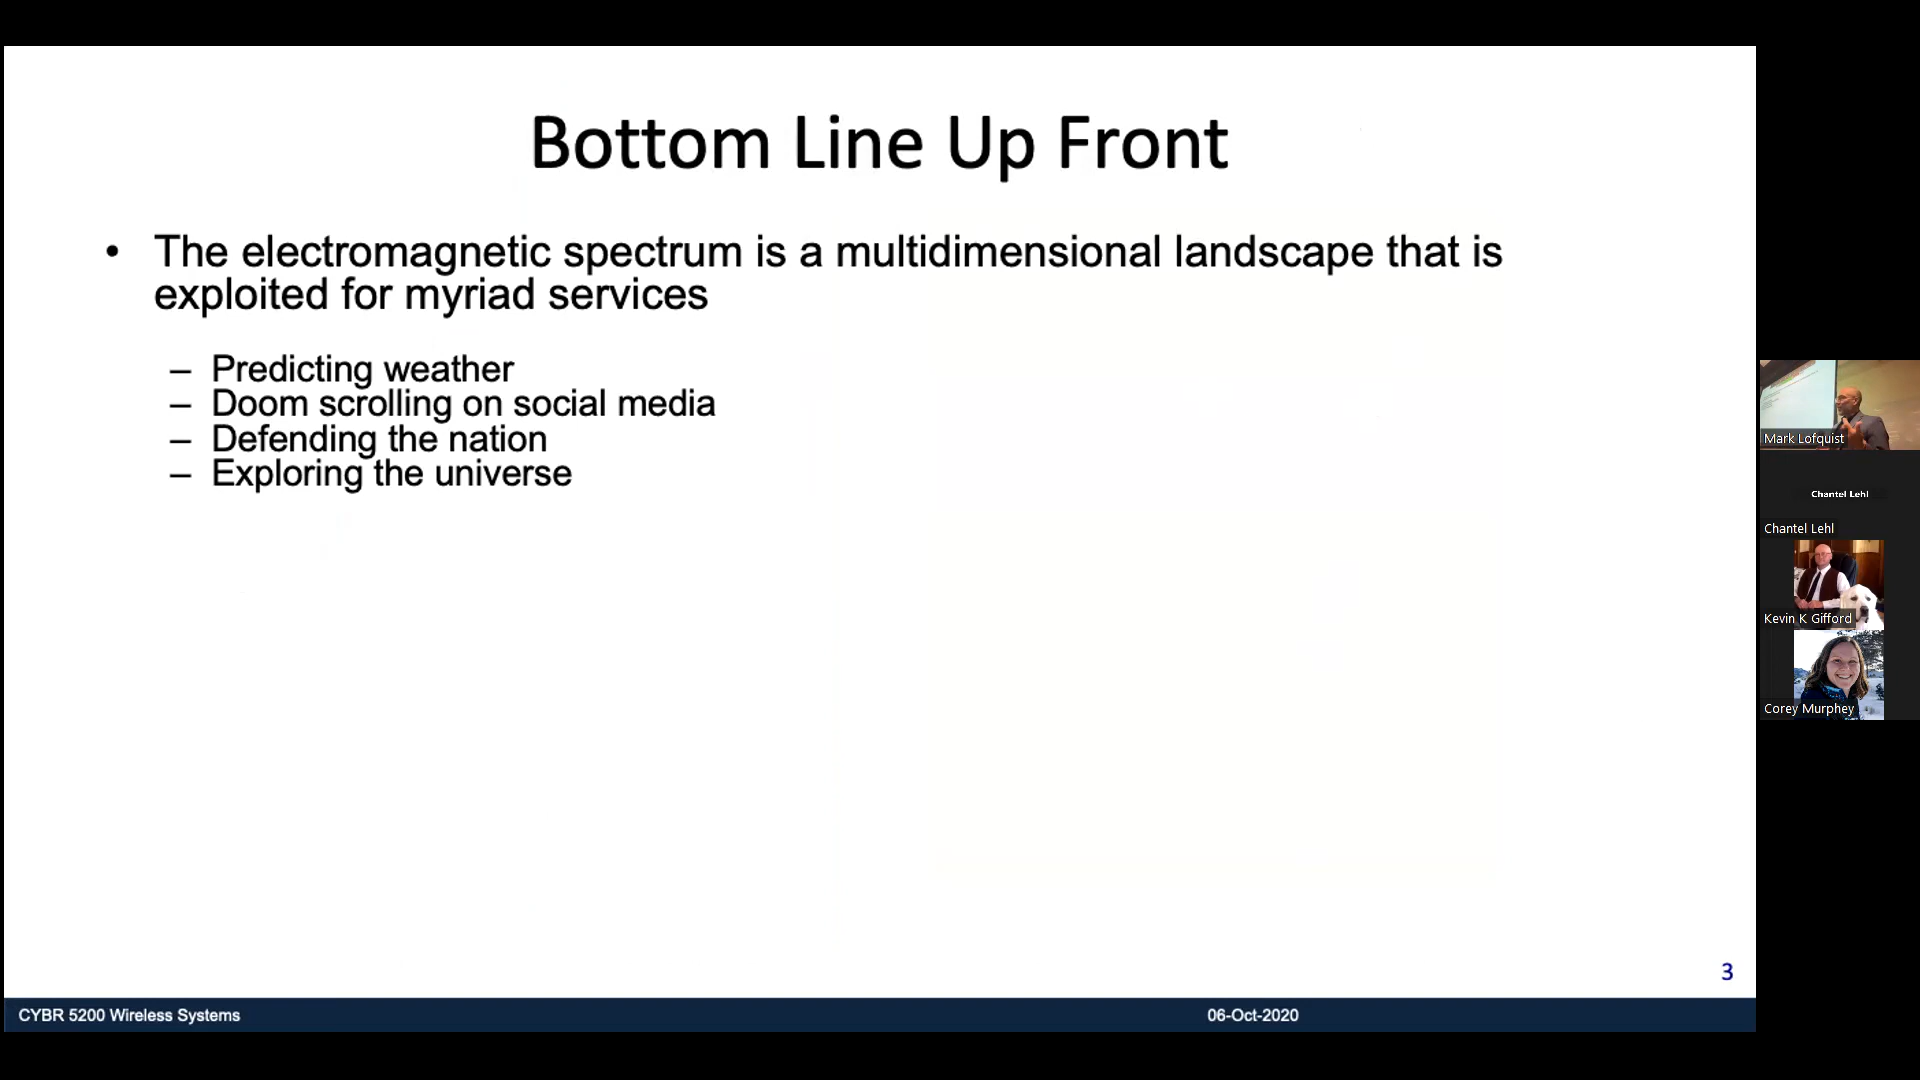 Bottom Line Up Front
• The electromagnetic spectrum is a multidimensional landscape that is
exploited for myriad services
– Predicting weather
– Doom scrolling on social media
– Defending the nation
– Exploring the universe
3
CYBR 5200 Wireless Systems
06-Oct-2020
Mark Lofquist
Chantel Lehl
Chantel Lehl
Kevin K Gifford
Corey Murphey